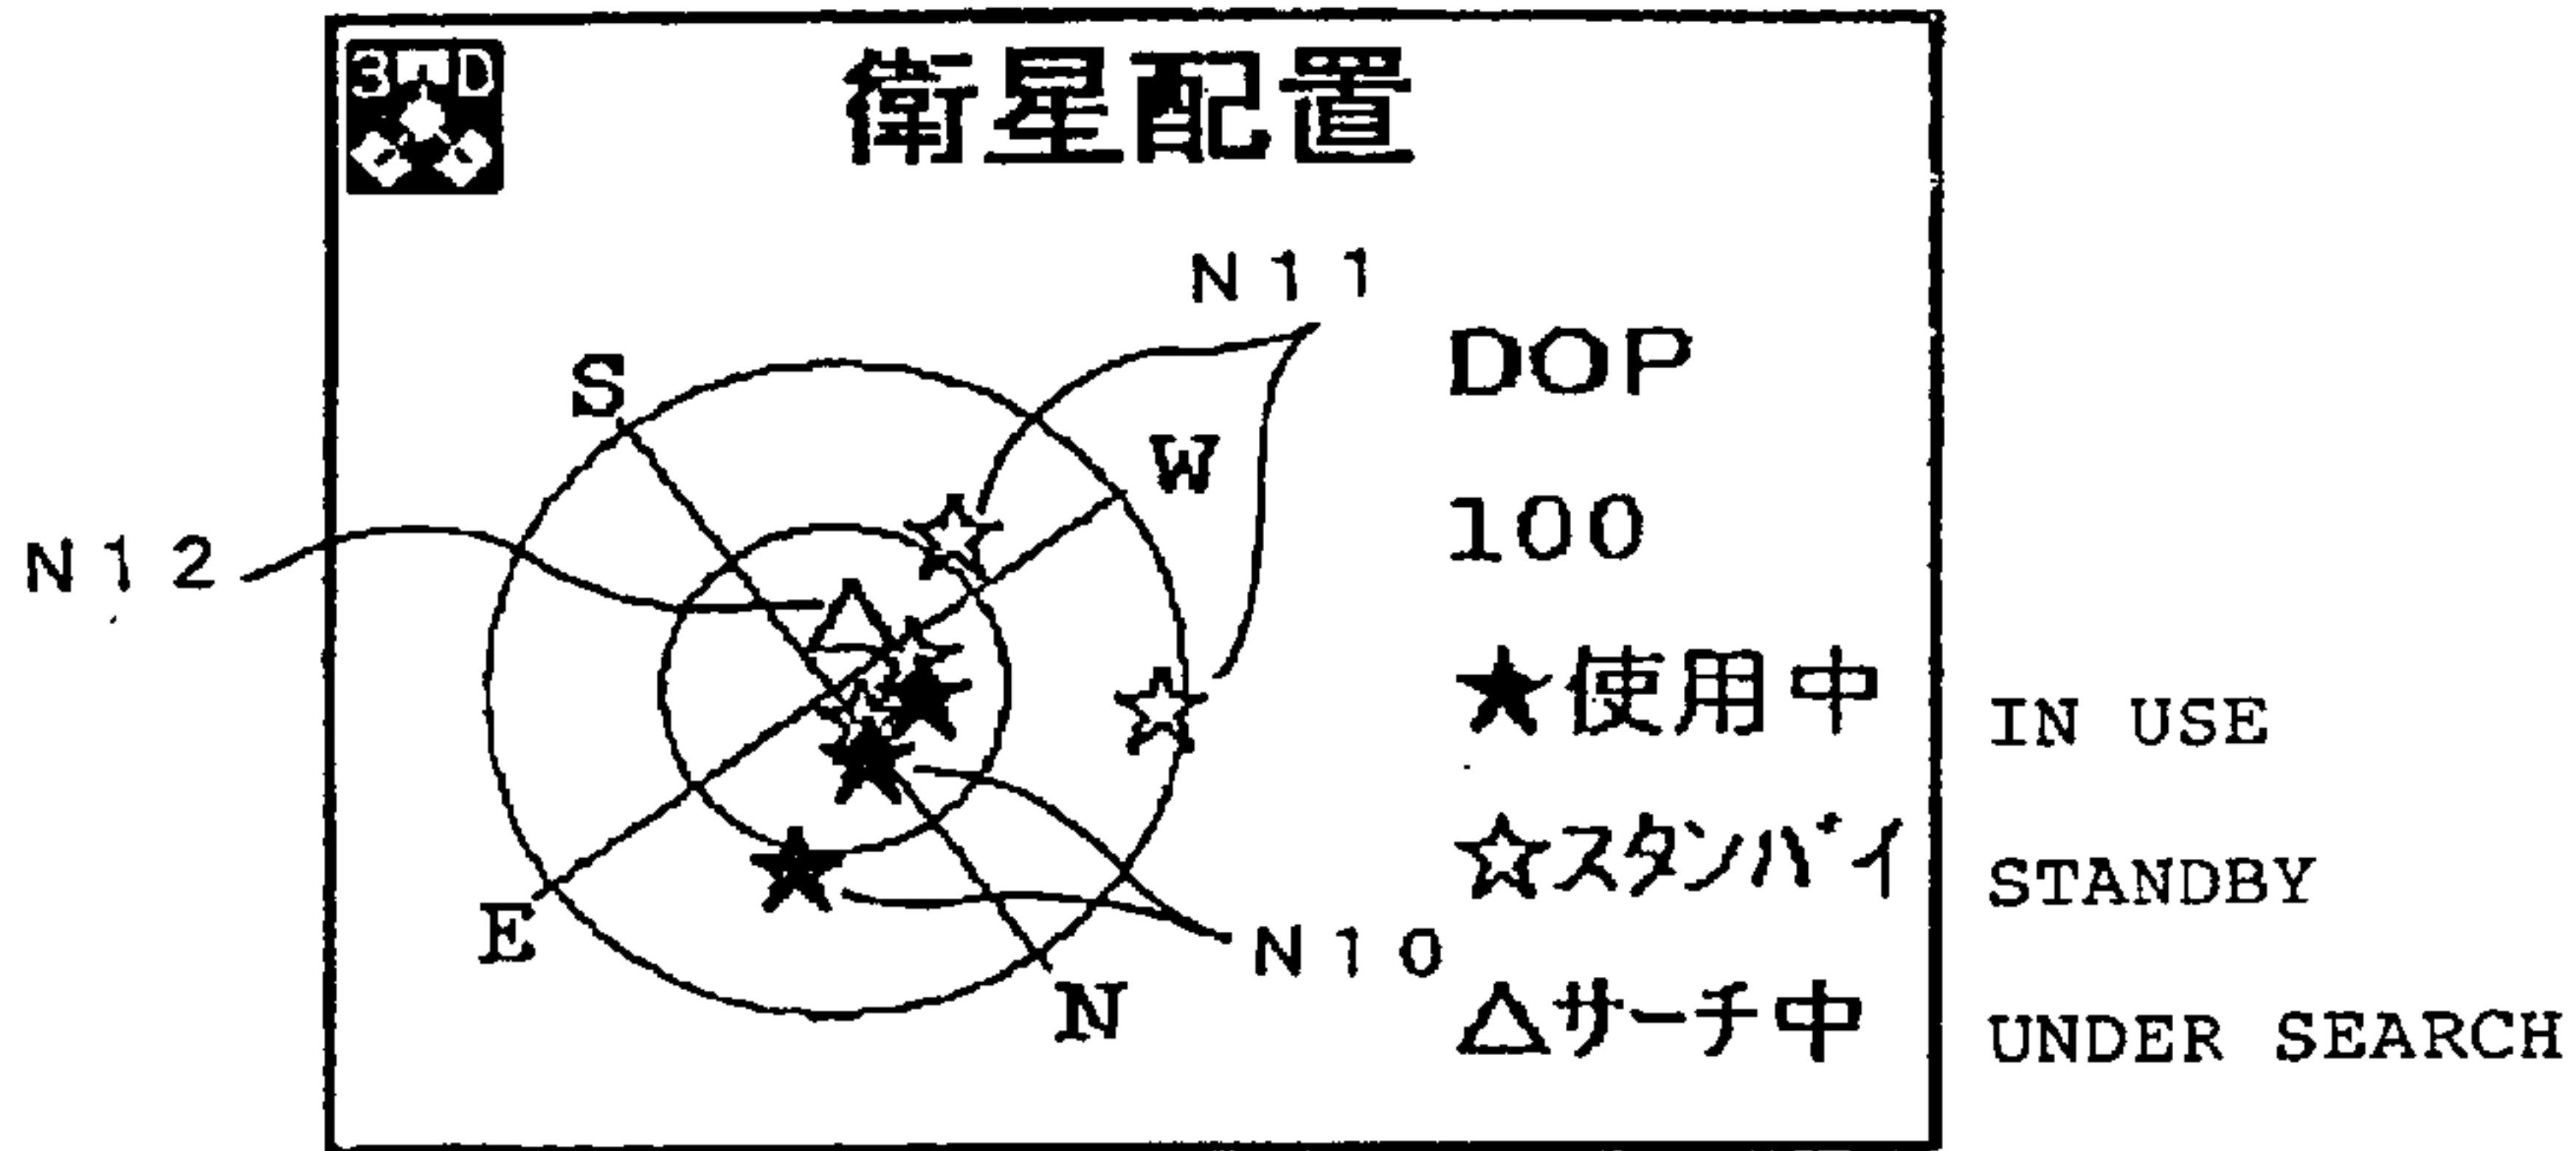 3D
衛星配置
N11
DOP
S
W
100
N12
★使用中 IN USE
☆スタンバイ STANDBY
E
N10
N
△サーチ中 UNDER SEARCH